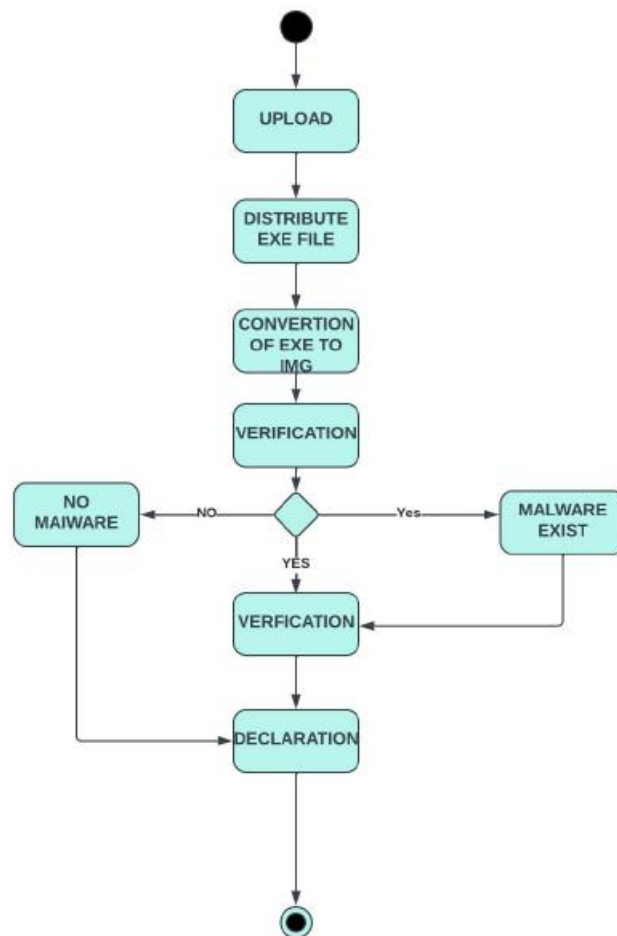 UPLOAD
DISTRIBUTE
EXE FILE
CONVERTION
OF EXE TO
IMG
VERIFICATION
NO
MAIWARE
NO
Yes
MALWARE
EXIST
YES
VERFICATION
DECLARATION